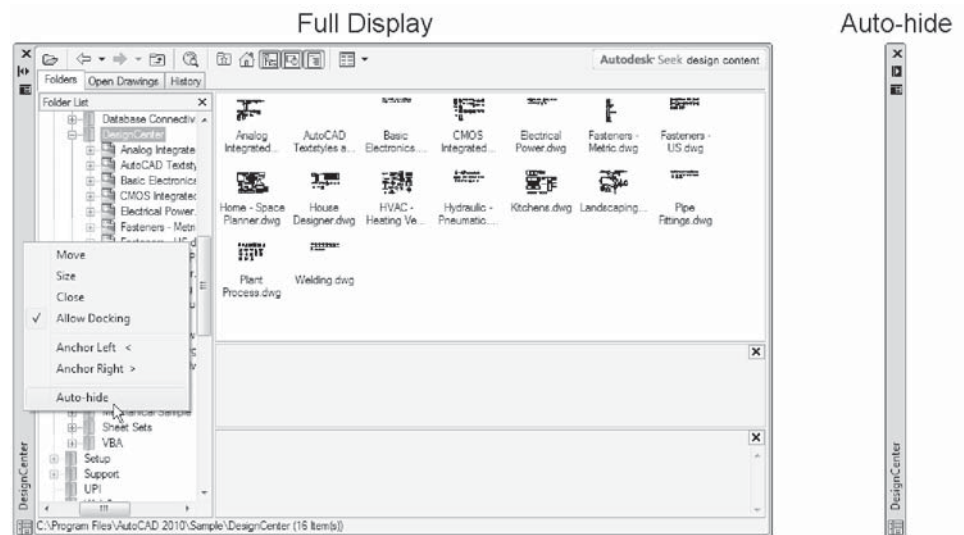 Full Display
Auto-hide
Autodesk Seek design content
Folders Open Drawings History
Folder List
Database Connectiv
DesignCenter
Analog Integrate
AutoCAD Textsty
Basic Electronics
CMOS Integrated
Electrical Power.
Fasteners - Metri
Fasteners - US d
Move
Size
Close
✓ Allow Docking
Anchor Left <
Anchor Right >
Auto-hide
Mechanical Sample
Sheet Sets
VBA
Setup
Support
UPI
Analog Integrated...
AutoCAD Textstyles a...
Basic Electronics....
CMOS Integrated...
Electrical Power.dwg
Fasteners - Metric.dwg
Fasteners - US.dwg
Home - Space Planner.dwg
House Designer.dwg
HVAC - Heating Ve...
Hydraulic - Pneumatic....
Kitchens.dwg
Landscaping...
Pipe Fittings.dwg
Plant Process.dwg
Welding.dwg
DesignCenter
C:\Program Files\AutoCAD 2010\Sample\DesignCenter (16 Item(s))
DesignCenter